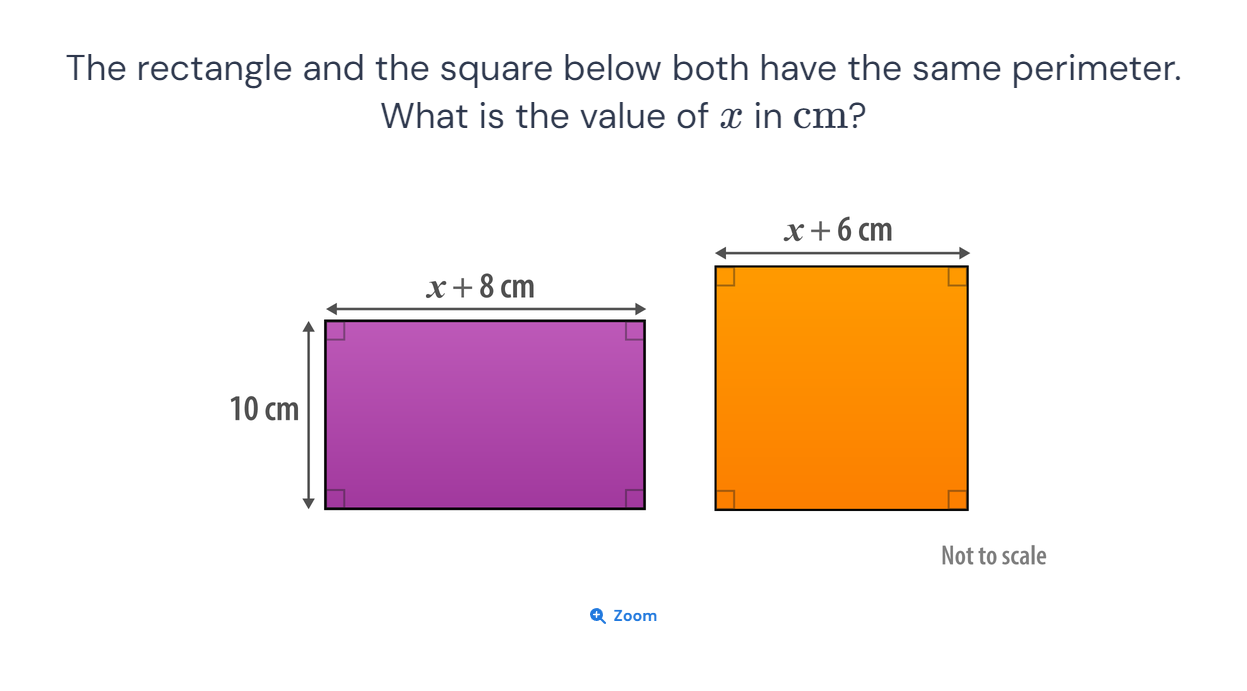 The rectangle and the square below both have the same perimeter.
What is the value of x in cm?
x + 6 cm
x + 8 cm
10 cm
Not to scale
Zoom